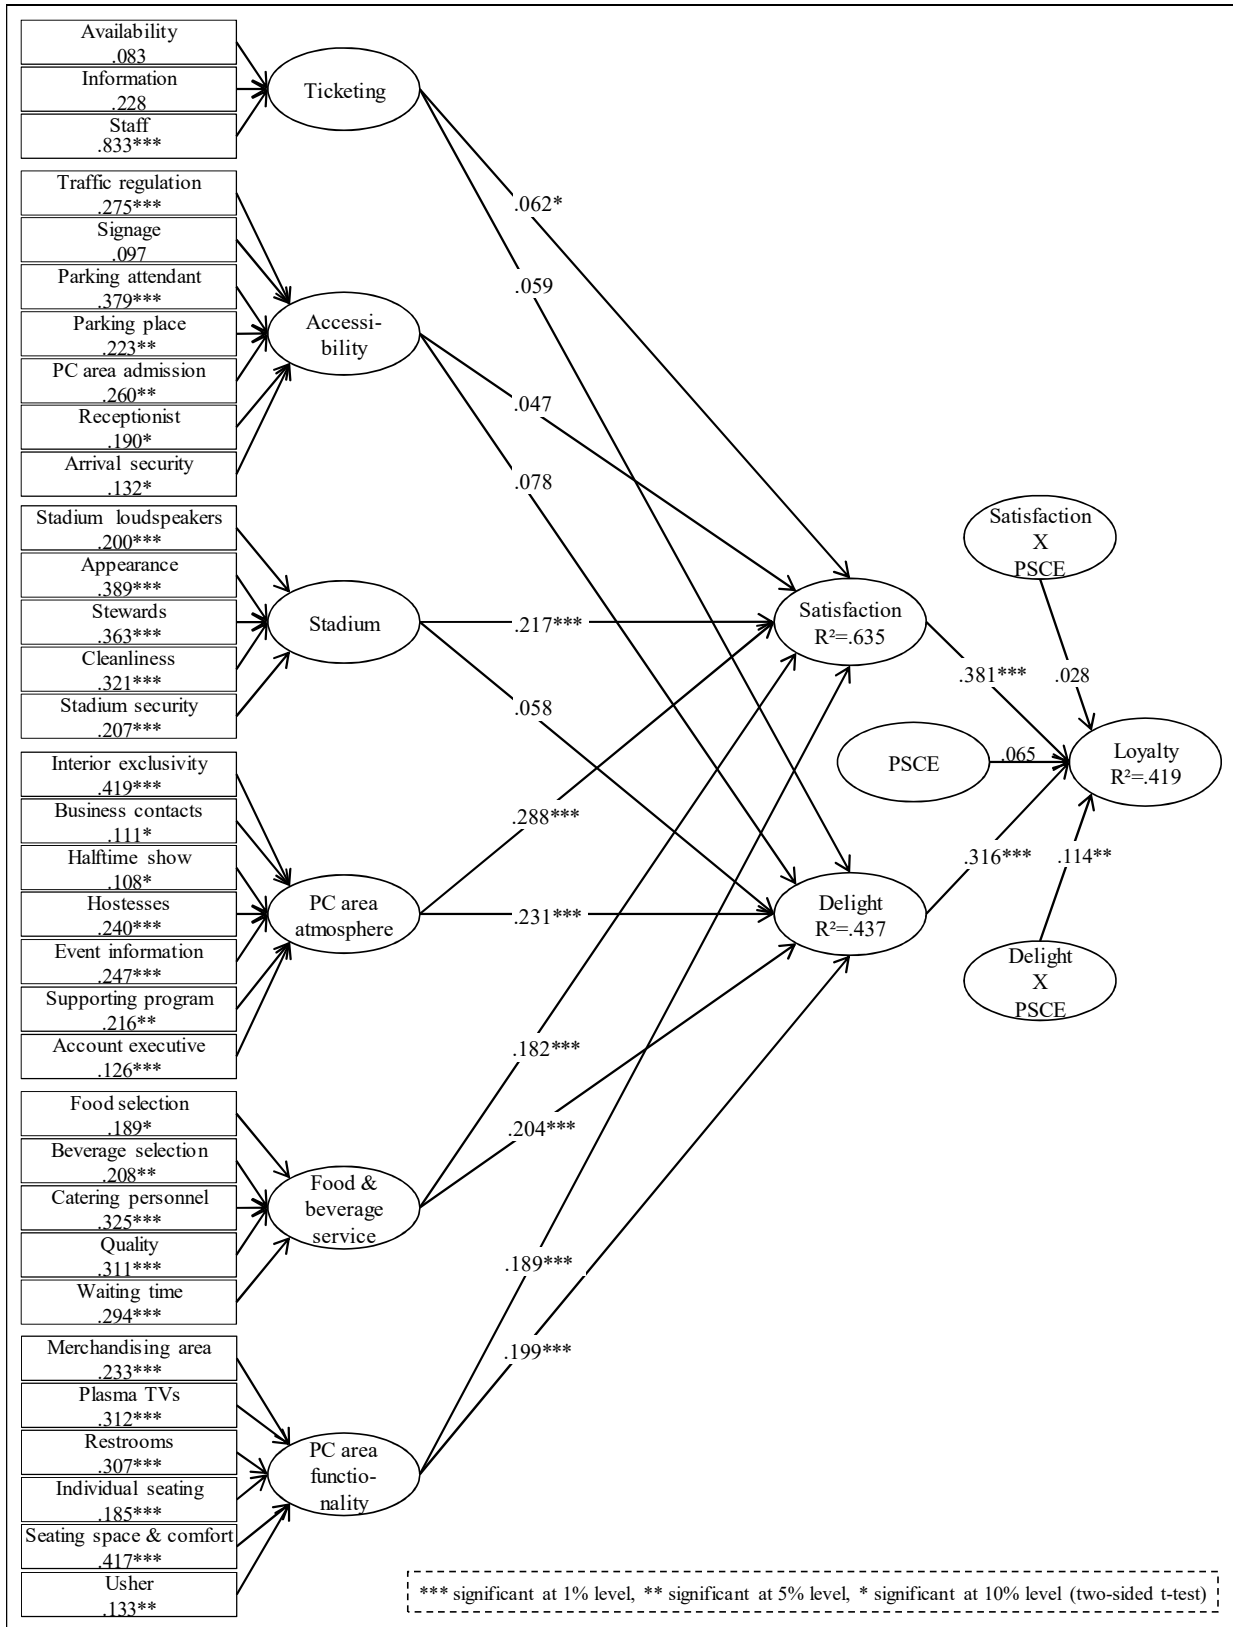 Availability
.083
Information
.228
Staff
.833***
Ticketing
Traffic regulation
.275***
Signage
.097
Parking attendant
.379***
Parking place
.223**
PC area admission
.260**
Receptionist
.190*
Arrival security
.132*
Accessi-
bility
Stadium loudspeakers
.200***
Appearance
.389***
Stewards
.363***
Cleanliness
.321***
Stadium security
.207***
Stadium
Interior exclusivity
.419***
Business contacts
.111*
Halftime show
.108*
Hostesses
.240***
Event information
.247***
Supporting program
.216**
Account executive
.126***
PC area
atmosphere
Food selection
.189*
Beverage selection
.208**
Catering personnel
.325***
Quality
.311***
Waiting time
.294***
Food &
beverage
service
Merchandising area
.233***
Plasma TVs
.312***
Restrooms
.307***
Individual seating
.185***
Seating space & comfort
.417***
Usher
.133**
PC area
functio-
nality
.062*
.059
.047
.078
.217***
.058
.288***
.231***
.182***
.204***
.189***
.199***
Satisfaction
R²=.635
Delight
R²=.437
Satisfaction
X
PSCE
.381***
.028
PSCE
.065
Loyalty
R²=.419
.316***
.114**
Delight
X
PSCE
*** significant at 1% level, ** significant at 5% level, * significant at 10% level (two-sided t-test)